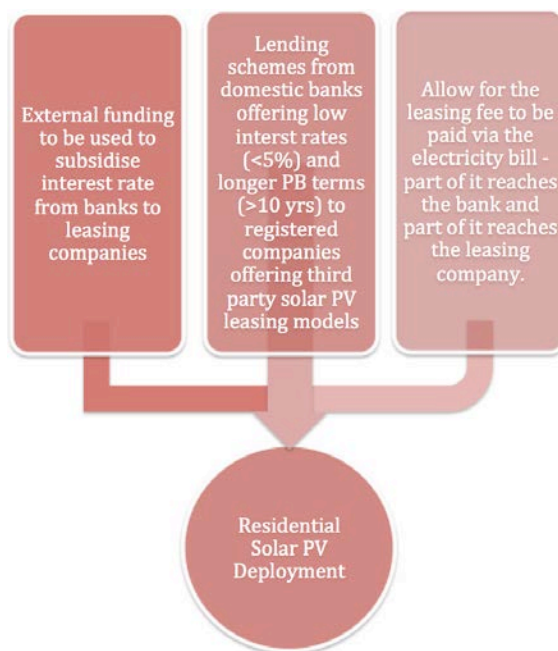 External funding
to be used to
subsidise
interest rate
from banks to
leasing
companies
Lending
schemes from
domestic banks
offering low
interst rates
(<5%) and
longer PB terms
(>10 yrs) to
registered
companies
offering third
party solar PV
leasing models
Allow for the
leasing fee to be
paid via the
electricity bill -
part of it reaches
the bank and
part of it reaches
the leasing
company.
Residential
Solar PV
Deployment